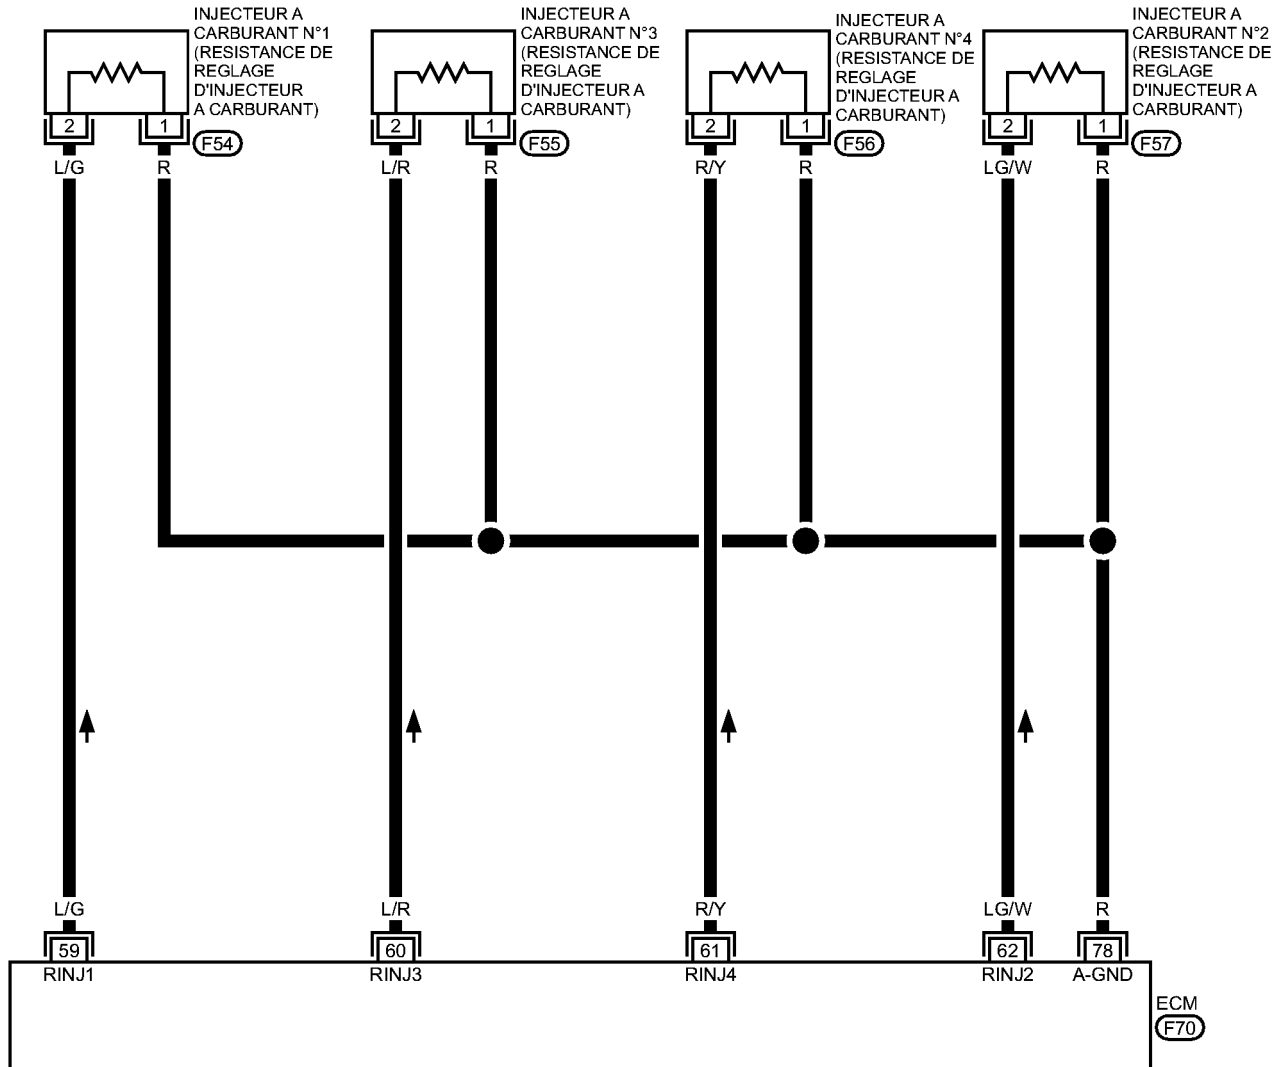 INJECTEUR A
CARBURANT N°1
(RESISTANCE DE
REGLAGE
D'INJECTEUR
A CARBURANT)
INJECTEUR A
CARBURANT N°3
(RESISTANCE DE
REGLAGE
D'INJECTEUR A
CARBURANT)
INJECTEUR A
CARBURANT N°4
(RESISTANCE DE
REGLAGE
D'INJECTEUR A
CARBURANT)
INJECTEUR A
CARBURANT N°2
(RESISTANCE DE
REGLAGE
D'INJECTEUR A
CARBURANT)
2 1 F54 2 1 F55 2 1 F56 2 1 F57
L/G R L/R R R/Y R LG/W R
L/G L/R R/Y LG/W R
59 60 61 62 78
RINJ1 RINJ3 RINJ4 RINJ2 A-GND
ECM
F70